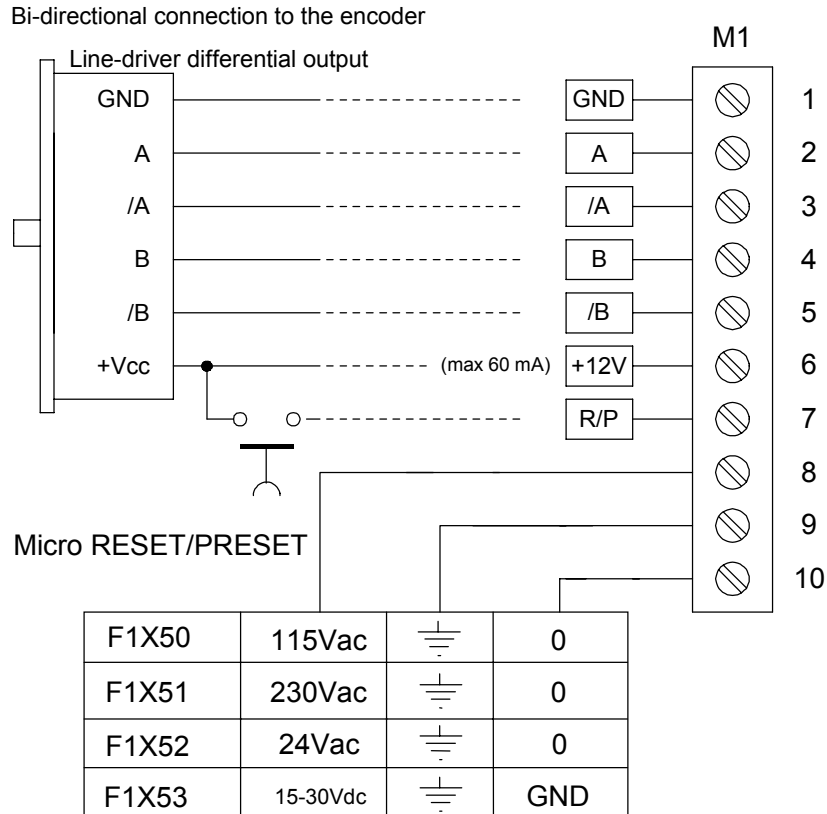 Bi-directional connection to the encoder
M1
Line-driver differential output
GND GND 1
A A 2
/A /A 3
B B 4
/B /B 5
+Vcc (max 60 mA) +12V 6
R/P 7
8
9
Micro RESET/PRESET
10
F1X50 115Vac 0
F1X51 230Vac 0
F1X52 24Vac 0
F1X53 15-30Vdc GND